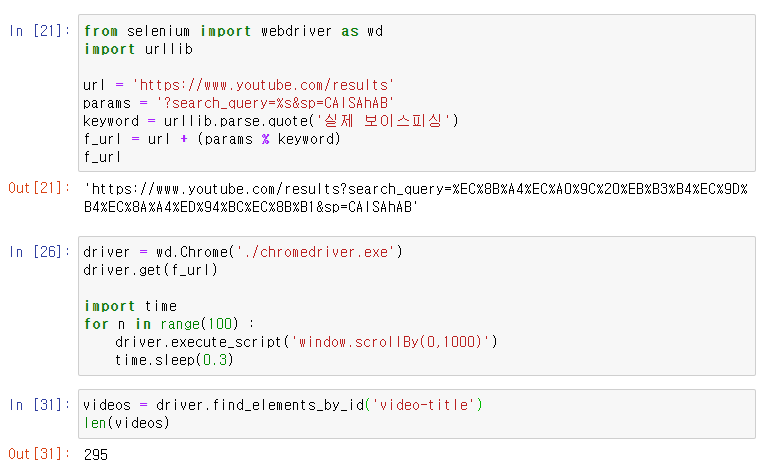 In [21]:
from selenium import webdriver as wd
import urllib
url = 'https://www.youtube.com/results'
params = '?search_query=%s&sp=CAISAhAB'
keyword = urllib.parse.quote('실제 보이스피싱')
f_url = url + (params % keyword)
f_url
Out[21]:
'https://www.youtube.com/results?search_query=%EC%8B%A4%EC%A0%9C%20%EB%B3%B4%EC%9D%
B4%EC%8A%A4%ED%94%BC%EC%8B%B1&sp=CAISAhAB'
In [26]:
driver = wd.Chrome('./chromedriver.exe')
driver.get(f_url)
import time
for n in range(100) :
    driver.execute_script('window.scrollBy(0,1000)')
    time.sleep(0.3)
In [31]:
videos = driver.find_elements_by_id('video-title')
len(videos)
Out[31]:
295